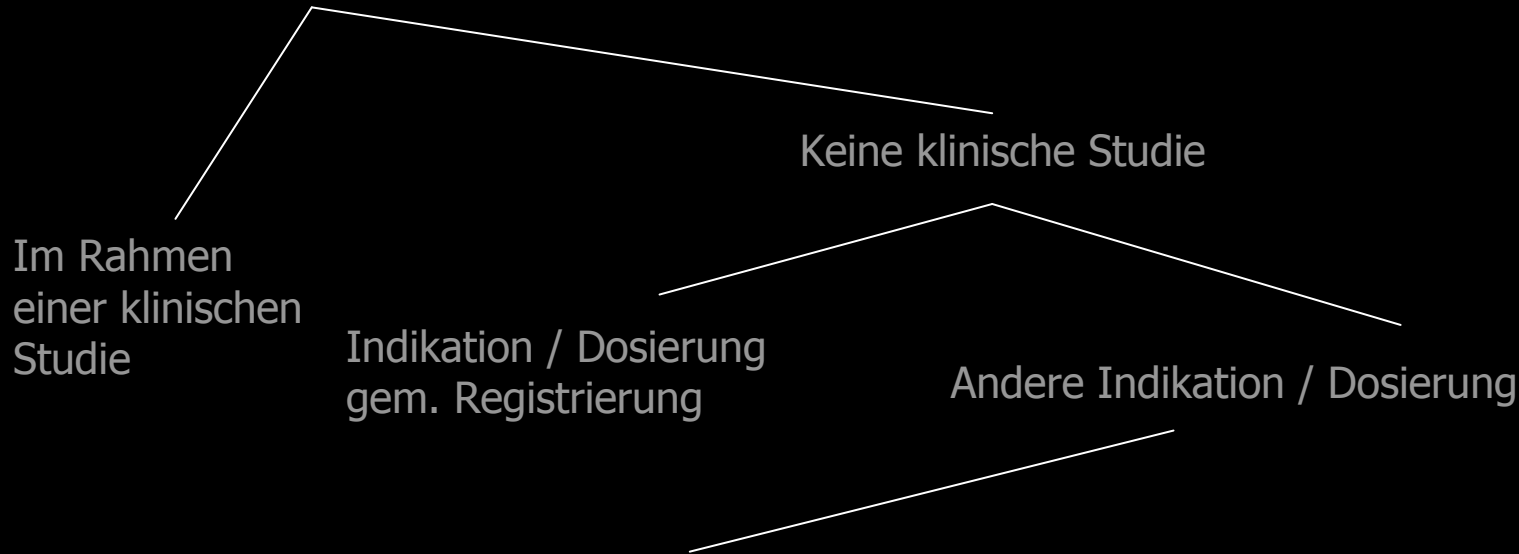 Keine klinische Studie
Im Rahmen
einer klinischen
Studie
Indikation / Dosierung
gem. Registrierung
Andere Indikation / Dosierung